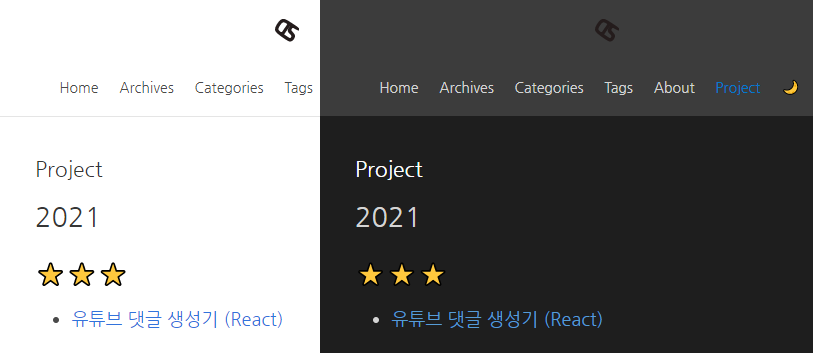 Home Archives Categories Tags
Project
2021
유튜브 댓글 생성기 (React)
Home Archives Categories Tags About Project
Project
2021
유튜브 댓글 생성기 (React)